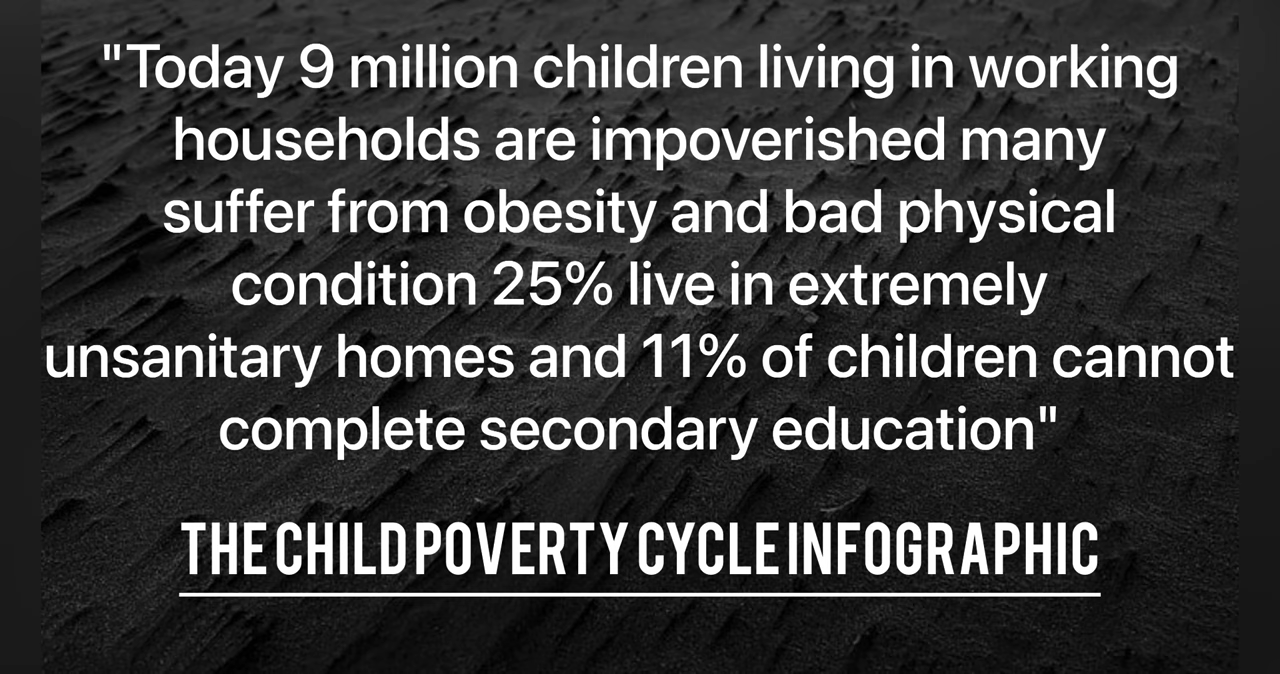 "Today 9 million children living in working
households are impoverished many
suffer from obesity and bad physical
condition 25% live in extremely
unsanitary homes and 11% of children cannot
complete secondary education"
THE CHILD POVERTY CYCLE INFOGRAPHIC